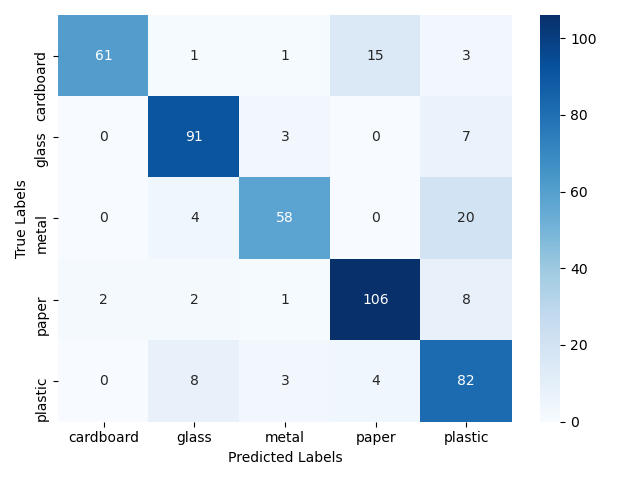 cardboard 61 1 1 15 3
glass 0 91 3 0 7
metal 0 4 58 0 20
paper 2 2 1 106 8
plastic 0 8 3 4 82
True Labels
cardboard glass metal paper plastic
Predicted Labels
100
80
60
40
20
0